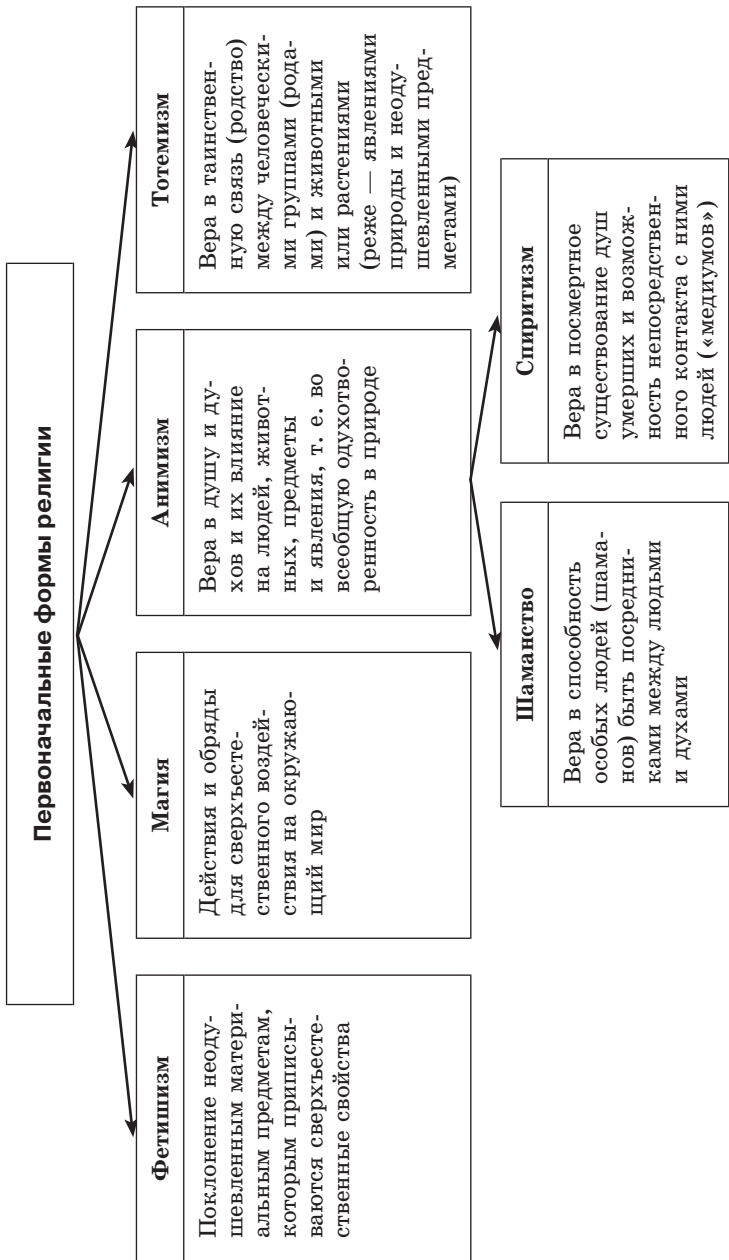 Первоначальные формы религии
Фетишизм
Поклонение неоду-
шевленным матери-
альным предметам,
которым приписы-
ваются сверхъесте-
ственные свойства
Магия
Действия и обряды
для сверхъесте-
ственного воздей-
ствия на окружаю-
щий мир
Анимизм
Вера в душу и ду-
хов и их влияние
на людей, живот-
ных, предметы
и явления, т. е. во
всеобщую одухотво-
ренность в природе
Тотемизм
Вера в таинствен-
ную связь (родство)
между человечески-
ми группами (рода-
ми) и животными
или растениями
(реже — явлениями
природы и неоду-
шевленными пред-
метами)
Шаманство
Вера в способность
особых людей (шама-
нов) быть посредни-
ками между людьми
и духами
Спиритизм
Вера в посмертное
существование душ
умерших и возмож-
ность непосредствен-
ного контакта с ними
людей («медиумов»)